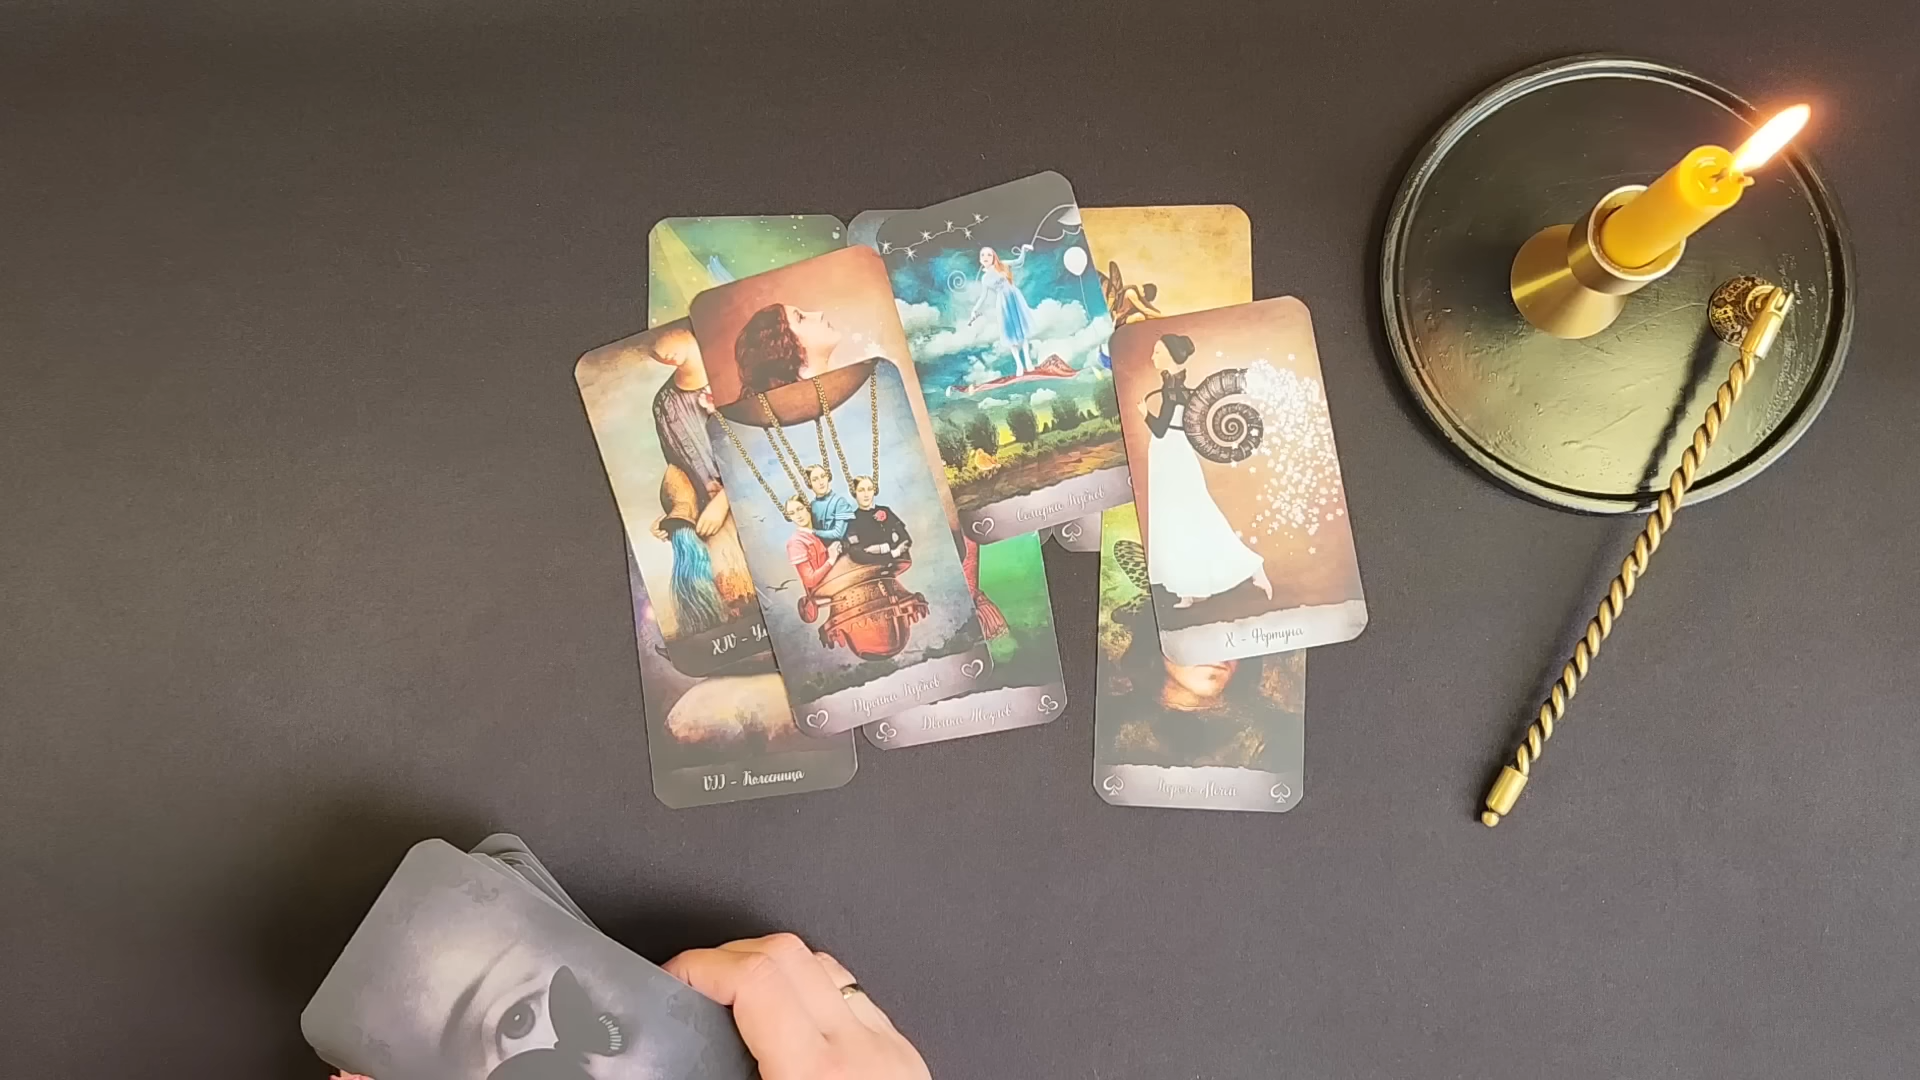 Семерка Кубков
X - Фортуна
XIV - Ум
Тройка Кубков
Двойка Жезлов
VII - Колесница
Король Мечей